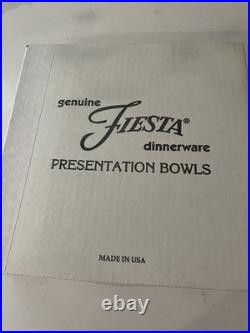 genuine
FIESTA®
dinnerware
PRESENTATION BOWLS
MADE IN USA